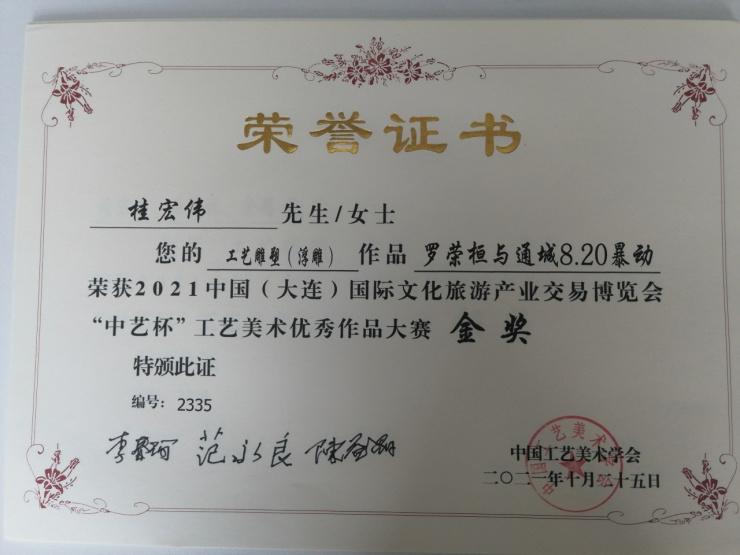 荣誉证书
桂宏伟 先生/女士
您的 工艺雕塑(浮雕) 作品 罗荣桓与通城8.20暴动
荣获2021中国(大连)国际文化旅游产业交易博览会
“中艺杯”工艺美术优秀作品大赛 金奖
特颁此证
编号: 2335
范永良
中国工艺美术学会
二〇二一年十月二十五日